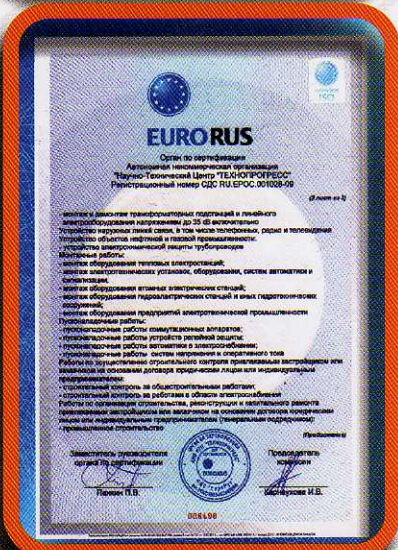 EURORUS
Орган по сертификации
Автономная некоммерческая организация
"Научно-Технический Центр "ТЕХНОПРОГРЕСС"
Регистрационный номер СДС RU.ЕРОС.001028-09
- монтаж и демонтаж трансформаторных подстанций и линейного
электрооборудования напряжением до 35 кВ включительно
Устройство наружных линий связи, в том числе телефонных, радио и телевидения
Устройство объектов нефтяной и газовой промышленности:
- устройство электрохимической защиты трубопроводов
Монтажные работы:
- монтаж оборудования тепловых электростанций;
- монтаж электротехнических установок, оборудования, систем автоматики и
сигнализации;
- монтаж оборудования атомных электрических станций;
- монтаж оборудования гидроэлектрических станций и иных гидротехнических
сооружений;
- монтаж оборудования предприятий электротехнической промышленности
Пусконаладочные работы:
- пусконаладочные работы коммутационных аппаратов;
- пусконаладочные работы устройств релейной защиты;
- пусконаладочные работы автоматики в электроснабжении;
- пусконаладочные работы систем напряжения и оперативного тока
Работы по осуществлению строительного контроля привлекаемым застройщиком или
заказчиком на основании договора юридическим лицом или индивидуальным
предпринимателем:
- строительный контроль за общестроительными работами;
- строительный контроль за работами в области электроснабжения
Работы по организации строительства, реконструкции и капитального ремонта
привлекаемым застройщиком или заказчиком на основании договора юридическим
лицом или индивидуальным предпринимателем (генеральным подрядчиком):
- промышленное строительство
Заместитель руководителя
органа по сертификации
Председатель
комиссии
Панкин П.В.
Карнаухова И.В.